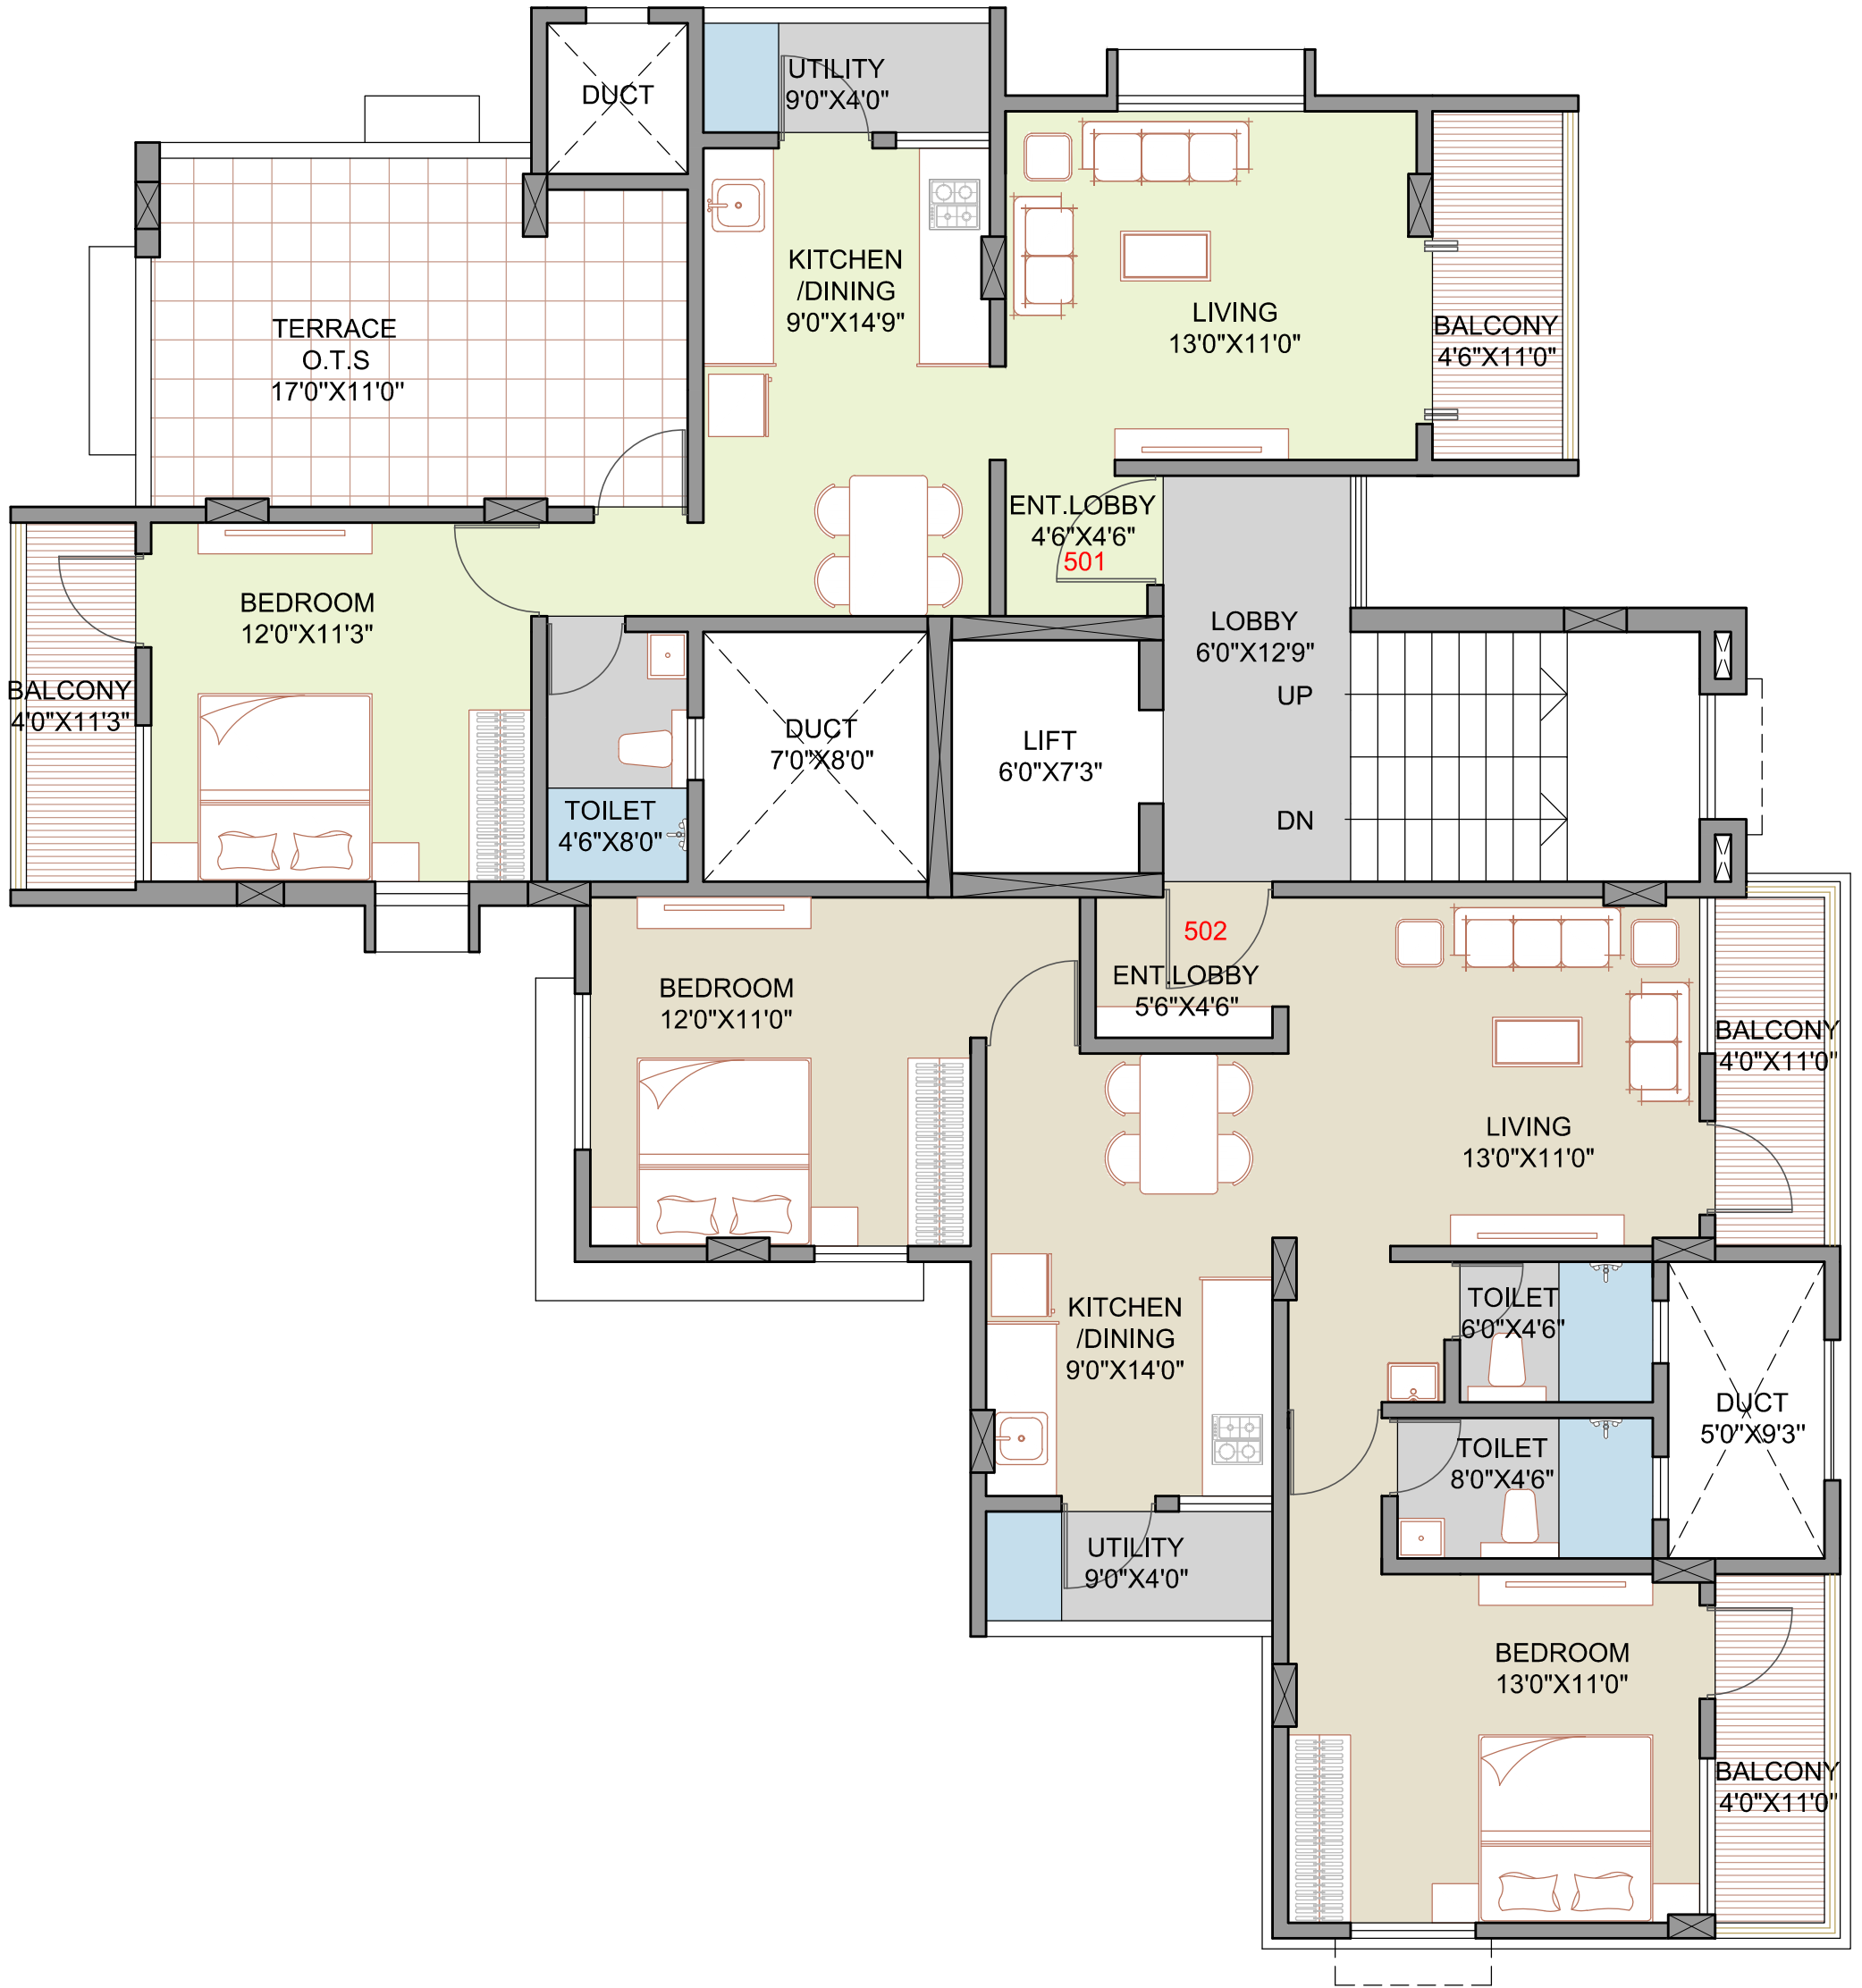 DUCT
UTILITY
9'0"X4'0"
KITCHEN
/DINING
9'0"X14'9"
LIVING
13'0"X11'0"
BALCONY
4'6"X11'0"
TERRACE
O.T.S
17'0"X11'0"
ENT.LOBBY
4'6"X4'6"
501
BEDROOM
12'0"X11'3"
LOBBY
6'0"X12'9"
BALCONY
4'0"X11'3"
UP
DUCT
7'0"X8'0"
LIFT
6'0"X7'3"
TOILET
4'6"X8'0"
DN
502
ENT.LOBBY
5'6"X4'6"
BEDROOM
12'0"X11'0"
BALCONY
4'0"X11'0"
LIVING
13'0"X11'0"
KITCHEN
/DINING
9'0"X14'0"
TOILET
6'0"X4'6"
DUCT
5'0"X9'3"
TOILET
8'0"X4'6"
UTILITY
9'0"X4'0"
BEDROOM
13'0"X11'0"
BALCONY
4'0"X11'0"